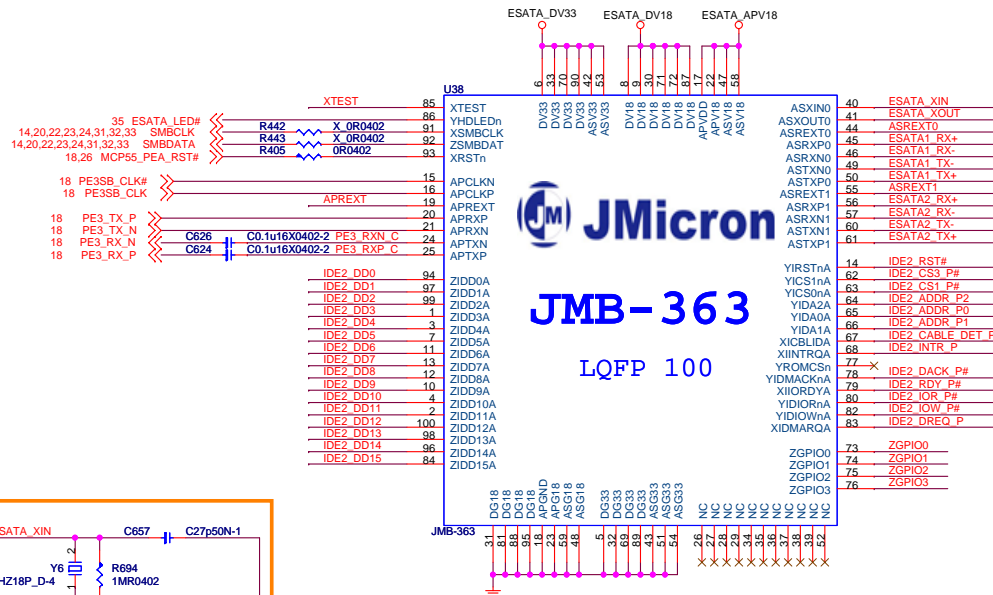 ESATA_DV33 ESATA_DV18 ESATA_APV18
6 33 70 90 42 53 8 9 30 71 72 87 17 22 47 58
U38
DV33 DV33 DV33 DV33 ASV33 ASV33 DV18 DV18 DV18 DV18 DV18 DV18 APVDD APV18 ASV18 ASV18
XTEST 85 XTEST
35 ESATA_LED# 86 YHDLEDn
14,20,22,23,24,31,32,33 SMBCLK R442 X_0R0402 91 XSMBCLK
14,20,22,23,24,31,32,33 SMBDATA R443 X_0R0402 92 ZSMBDAT
18,26 MCP55_PEA_RST# R405 0R0402 93 XRSTn
18 PE3SB_CLK# 15 APCLKN
18 PE3SB_CLK 16 APCLKP
APREXT 19 APREXT
18 PE3_TX_P 20 APRXP
18 PE3_TX_N 21 APRXN
18 PE3_RX_N C626 C0.1u16X0402-2 PE3_RXN_C 24 APTXN
18 PE3_RX_P C624 C0.1u16X0402-2 PE3_RXP_C 25 APTXP
IDE2_DD0 94 ZIDD0A
IDE2_DD1 97 ZIDD1A
IDE2_DD2 99 ZIDD2A
IDE2_DD3 1 ZIDD3A
IDE2_DD4 3 ZIDD4A
IDE2_DD5 7 ZIDD5A
IDE2_DD6 11 ZIDD6A
IDE2_DD7 13 ZIDD7A
IDE2_DD8 12 ZIDD8A
IDE2_DD9 10 ZIDD9A
IDE2_DD10 4 ZIDD10A
IDE2_DD11 2 ZIDD11A
IDE2_DD12 100 ZIDD12A
IDE2_DD13 98 ZIDD13A
IDE2_DD14 96 ZIDD14A
IDE2_DD15 84 ZIDD15A
JM JMicron
JMB-363
LQFP 100
ASXIN0 40 ESATA_XIN
ASXOUT0 41 ESATA_XOUT
ASREXT0 44 ASREXT0
ASRXP0 45 ESATA1_RX+
ASRXN0 46 ESATA1_RX-
ASTXN0 49 ESATA1_TX-
ASTXP0 50 ESATA1_TX+
ASREXT1 55 ASREXT1
ASRXP1 56 ESATA2_RX+
ASRXN1 57 ESATA2_RX-
ASTXN1 60 ESATA2_TX-
ASTXP1 61 ESATA2_TX+
YIRSTnA 14 IDE2_RST#
YICS1nA 62 IDE2_CS3_P#
YICS0nA 63 IDE2_CS1_P#
YIDA2A 64 IDE2_ADDR_P2
YIDA0A 65 IDE2_ADDR_P0
YIDA1A 66 IDE2_ADDR_P1
XICBLIDA 67 IDE2_CABLE_DET_P
XIINTRQA 68 IDE2_INTR_P
YROMCSn 77
YIDMACKnA 78 IDE2_DACK_P#
XIIORDYA 79 IDE2_RDY_P#
YIDIORnA 80 IDE2_IOR_P#
YIDIOWnA 82 IDE2_IOW_P#
XIDMARQA 83 IDE2_DREQ_P
ZGPIO0 73 ZGPIO0
ZGPIO1 74 ZGPIO1
ZGPIO2 75 ZGPIO2
ZGPIO3 76 ZGPIO3
DG18 DG18 DG18 DG18 APGND APG18 ASG18 ASG18 DG33 DG33 DG33 DG33 ASG33 ASG33 ASG33 NC NC NC NC NC NC NC NC NC NC NC
JMB-363
31 81 88 95 18 23 59 48 5 32 69 89 43 51 54 26 27 28 29 34 35 36 37 38 39 52
SATA_XIN C657 C27p50N-1
2
Y6 R694
HZ18P_D-4 1MR0402
1